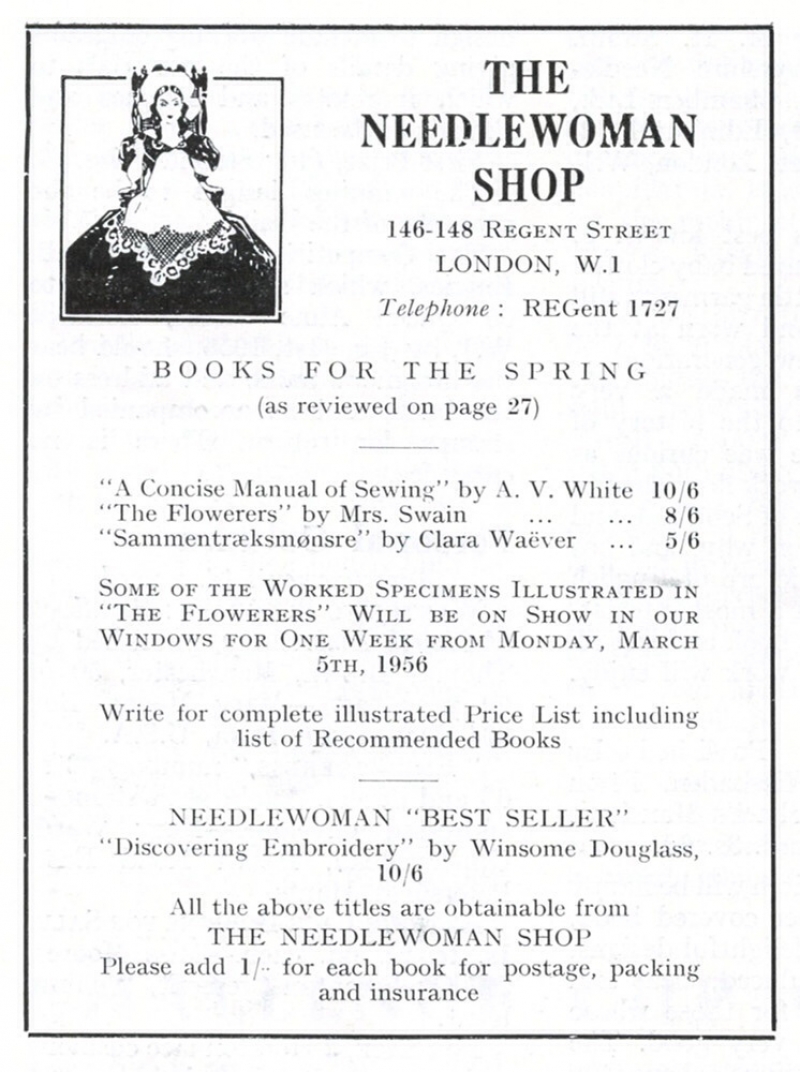 THE
NEEDLEWOMAN
SHOP
146-148 Regent Street
LONDON, W.1
Telephone : REGent 1727
BOOKS FOR THE SPRING
(as reviewed on page 27)
“A Concise Manual of Sewing” by A. V. White 10/6
“The Flowerers” by Mrs. Swain ... ... 8/6
“Sammentræksmønsre” by Clara Waëver ... 5/6
Some of the Worked Specimens Illustrated in
“The Flowerers” Will be on Show in our
Windows for One Week from Monday, March
5th, 1956
Write for complete illustrated Price List including
list of Recommended Books
NEEDLEWOMAN “BEST SELLER”
“Discovering Embroidery” by Winsome Douglass,
10/6
All the above titles are obtainable from
THE NEEDLEWOMAN SHOP
Please add 1/- for each book for postage, packing
and insurance